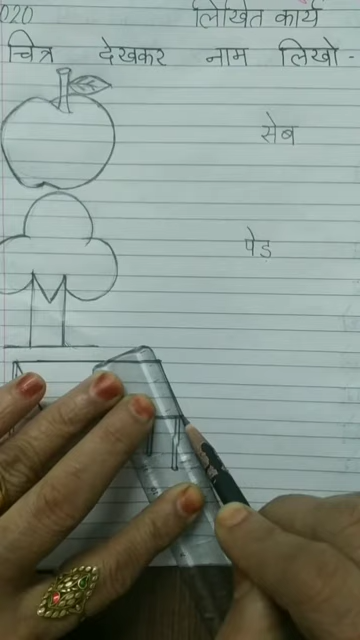 020
लिखित कार्य
चित्र देखकर नाम लिखो -
सेब
पेड़